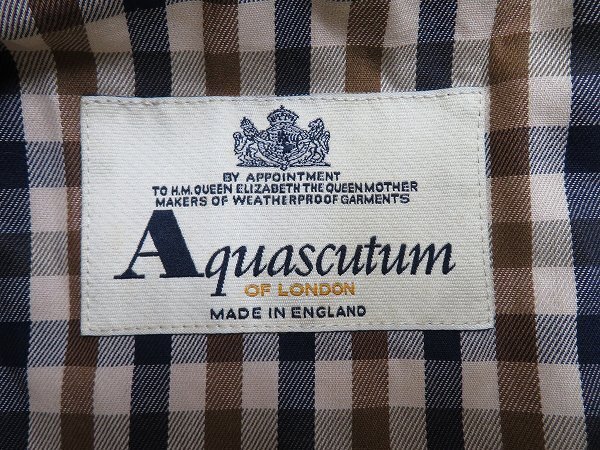 BY APPOINTMENT
TO H.M. QUEEN ELIZABETH THE QUEEN MOTHER
MAKERS OF WEATHERPROOF GARMENTS
Aquascutum
OF LONDON
MADE IN ENGLAND